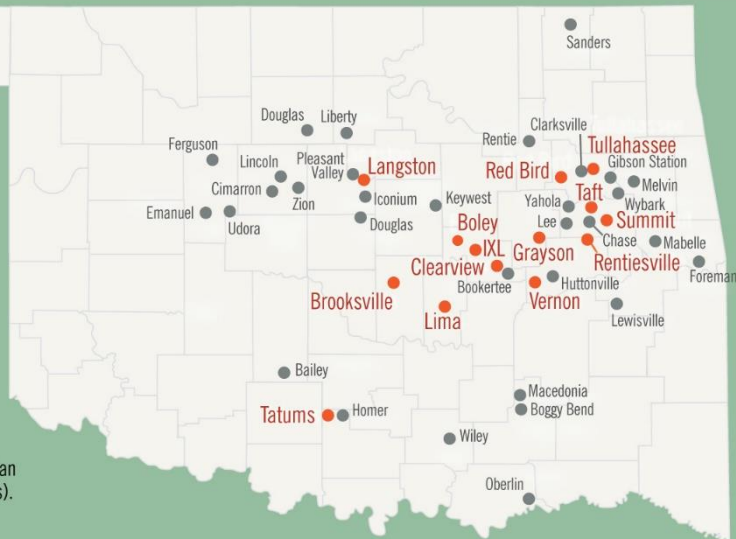 Sanders
Douglas
Liberty
Clarksville
Rentie
Tullahassee
Ferguson
Pleasant
Valley
Langston
Red Bird
Gibson Station
Lincoln
Melvin
Cimarron
Zion
Iconium
Keywest
Taft
Wybark
Yahola
Emanuel
Udora
Douglas
Boley
Lee
Summit
IXL
Grayson
Chase
Mabelle
Clearview
Rentiesville
Foreman
Bookertee
Huttonville
Brooksville
Vernon
Lima
Lewisville
Bailey
Macedonia
Tatums
Homer
Boggy Bend
Wiley
an
s).
Oberlin